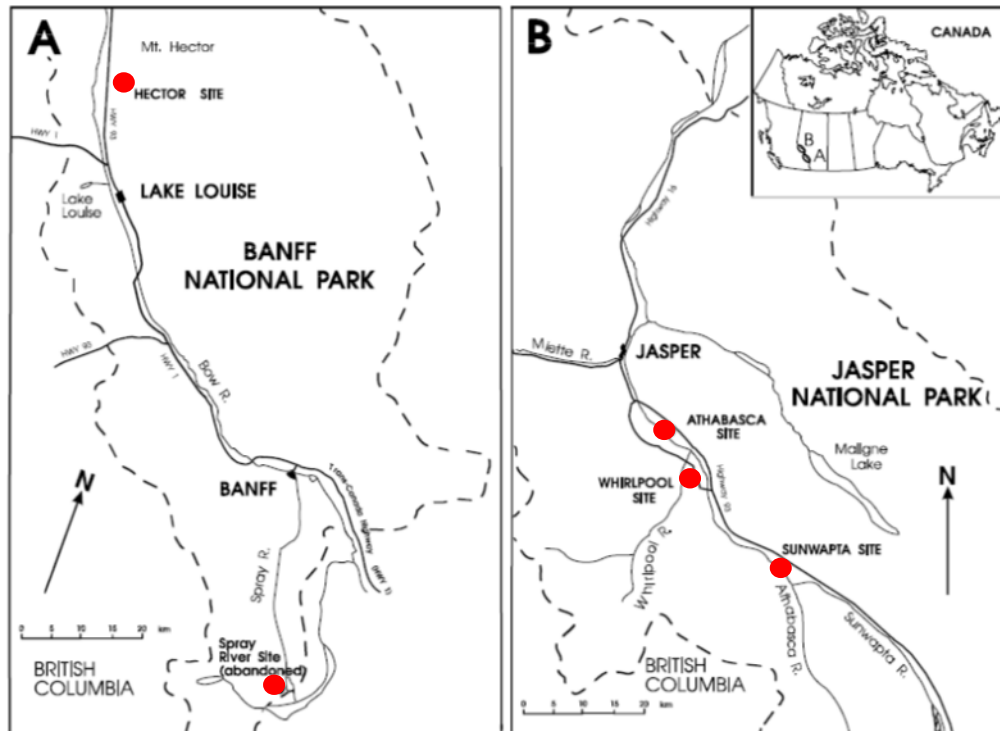 A
Mt. Hector
HECTOR SITE
HWY 93
HWY 1
LAKE LOUISE
Lake
Louise
BANFF
NATIONAL PARK
HWY 93
HWY 1
Bow R.
BANFF
Trans-Canada Highway
(HWY 1)
N
Spray R.
0 5 10 15 20 km
Spray
River Site
(abandoned)
BRITISH
COLUMBIA
B
CANADA
B
A
Highway 16
Miette R.
JASPER
JASPER
NATIONAL PARK
ATHABASCA
SITE
Maligne
Lake
WHIRLPOOL
SITE
Highway 93
N
SUNWAPTA SITE
Whirlpool R.
Athabasca R.
Sunwapta R.
BRITISH
COLUMBIA
0 5 10 15 20 km